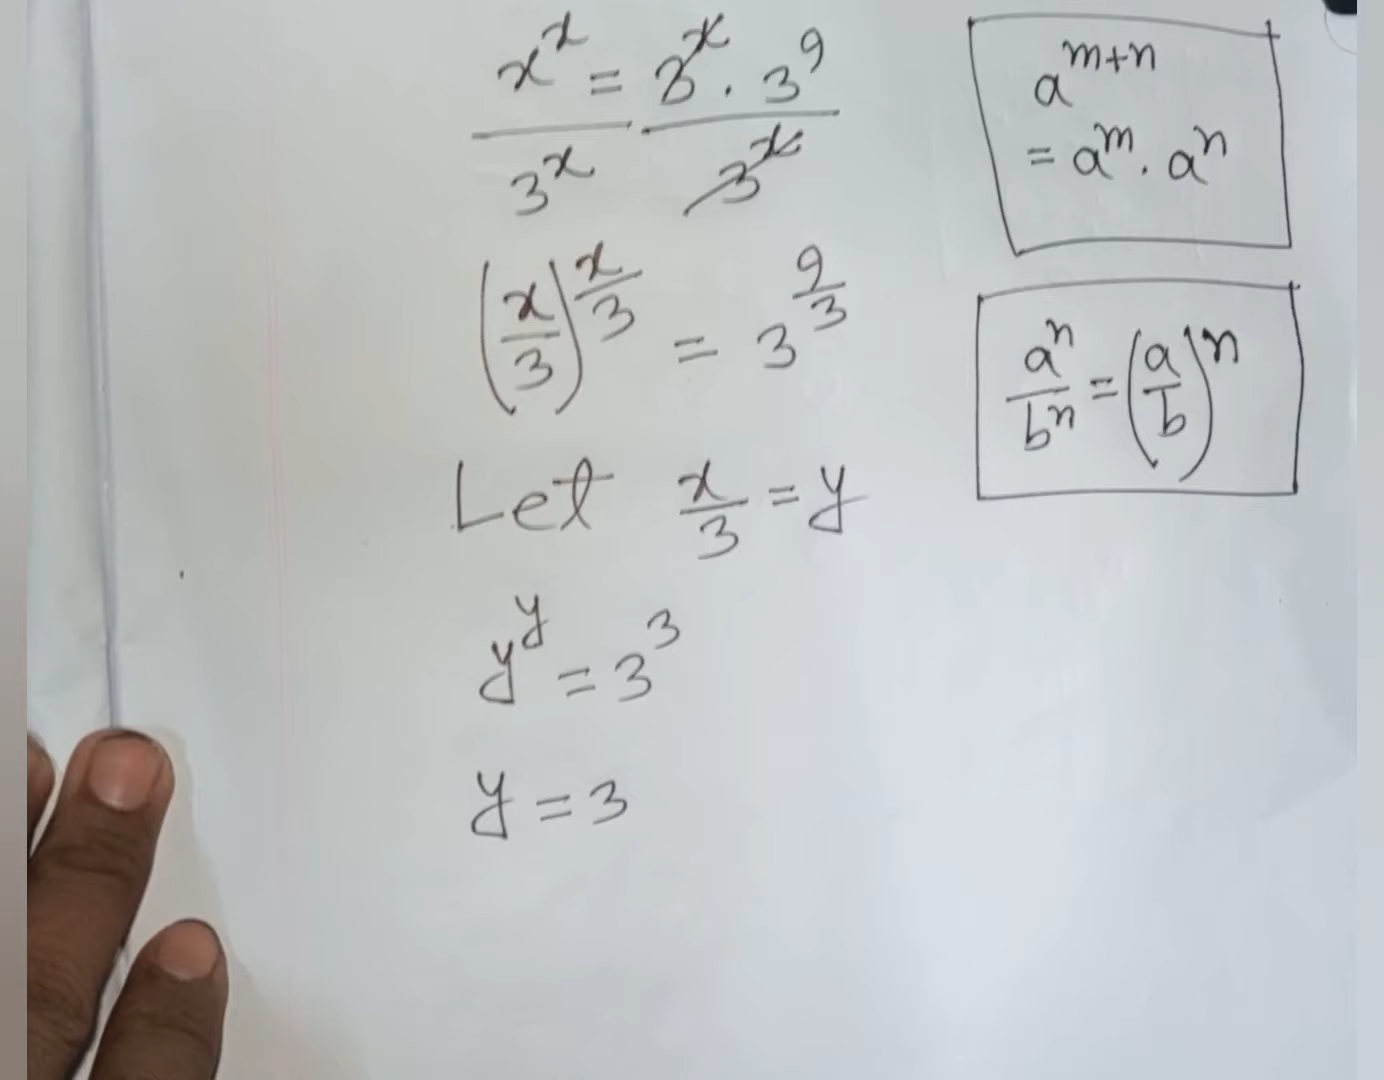 x^x = 3^x . 3^9
3^x 3^x
(x/3)^(x/3) = 3^(9/3)
Let x/3 = y
y^y = 3^3
y = 3
a^(m+n)
= a^m . a^n
a^n/b^n = (a/b)^n